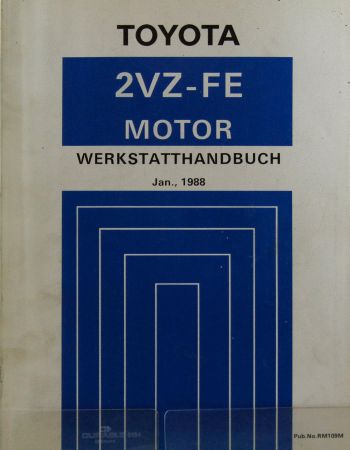 TOYOTA
2VZ-FE
MOTOR
WERKSTATTHANDBUCH
Jan., 1988
Pub.No.RM109M